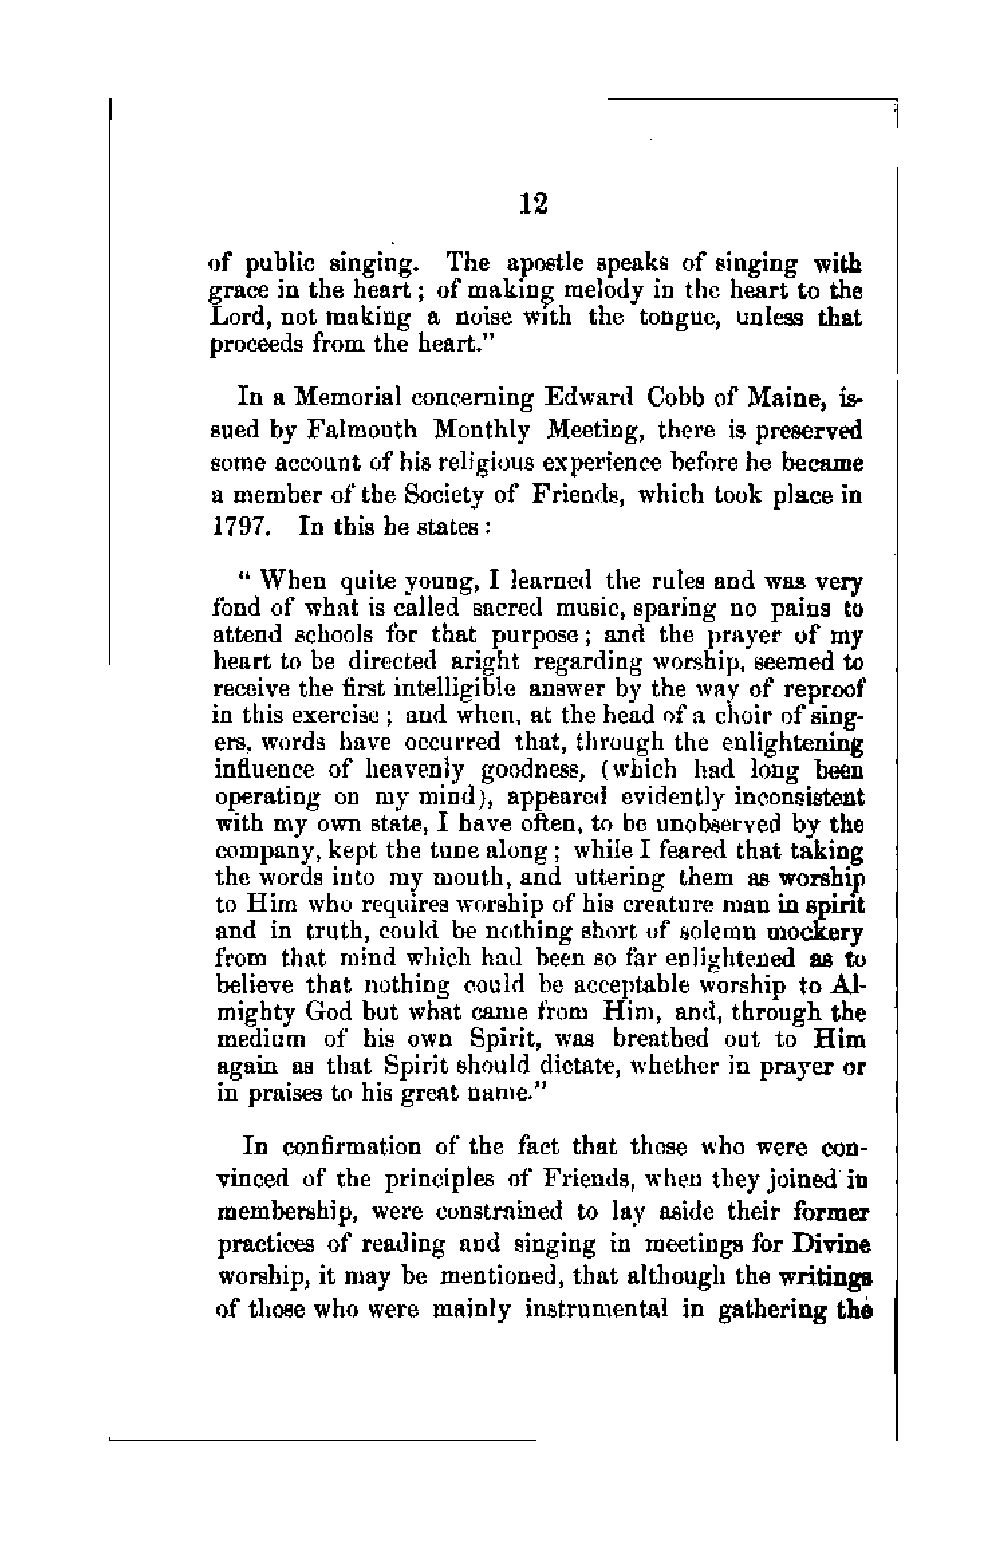 12
of public singing. The apostle speaks of singing with
grace in the heart; of making melody in the heart to the
Lord, not making a noise with the tongue, unless that
proceeds from the heart."
In a Memorial concerning Edward Cobb of Maine, is-
sued by Falmouth Monthly Meeting, there is preserved
some account of his religious experience before he became
a member of the Society of Friends, which took place in
1797. In this he states:
"When quite young, I learned the rules and was very
fond of what is called sacred music, sparing no pains to
attend schools for that purpose; and the prayer of my
heart to be directed aright regarding worship, seemed to
receive the first intelligible answer by the way of reproof
in this exercise; and when, at the head of a choir of sing-
ers, words have occurred that, through the enlightening
influence of heavenly goodness, (which had long been
operating on my mind), appeared evidently inconsistent
with my own state, I have often, to be unobserved by the
company, kept the tune along; while I feared that taking
the words into my mouth, and uttering them as worship
to Him who requires worship of his creature man in spirit
and in truth, could be nothing short of solemn mockery
from that mind which had been so far enlightened as to
believe that nothing could be acceptable worship to Al-
mighty God but what came from Him, and, through the
medium of his own Spirit, was breathed out to Him
again as that Spirit should dictate, whether in prayer or
in praises to his great name."
In confirmation of the fact that those who were con-
vinced of the principles of Friends, when they joined in
membership, were constrained to lay aside their former
practices of reading and singing in meetings for Divine
worship, it may be mentioned, that although the writings
of those who were mainly instrumental in gathering the